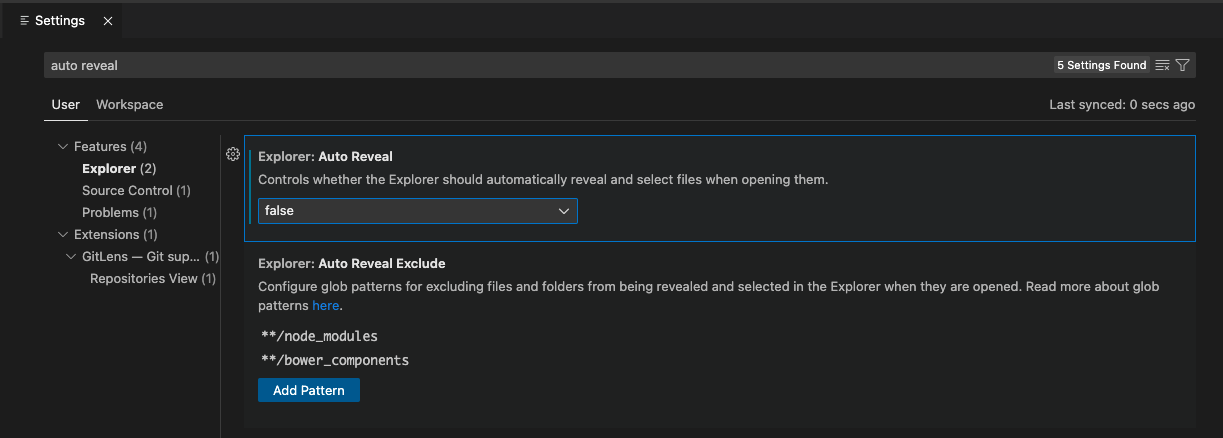 Settings
auto reveal
5 Settings Found
User Workspace
Last synced: 0 secs ago
Features (4)
Explorer (2)
Source Control (1)
Problems (1)
Extensions (1)
GitLens — Git sup... (1)
Repositories View (1)
Explorer: Auto Reveal
Controls whether the Explorer should automatically reveal and select files when opening them.
false
Explorer: Auto Reveal Exclude
Configure glob patterns for excluding files and folders from being revealed and selected in the Explorer when they are opened. Read more about glob
patterns here.
**/node_modules
**/bower_components
Add Pattern